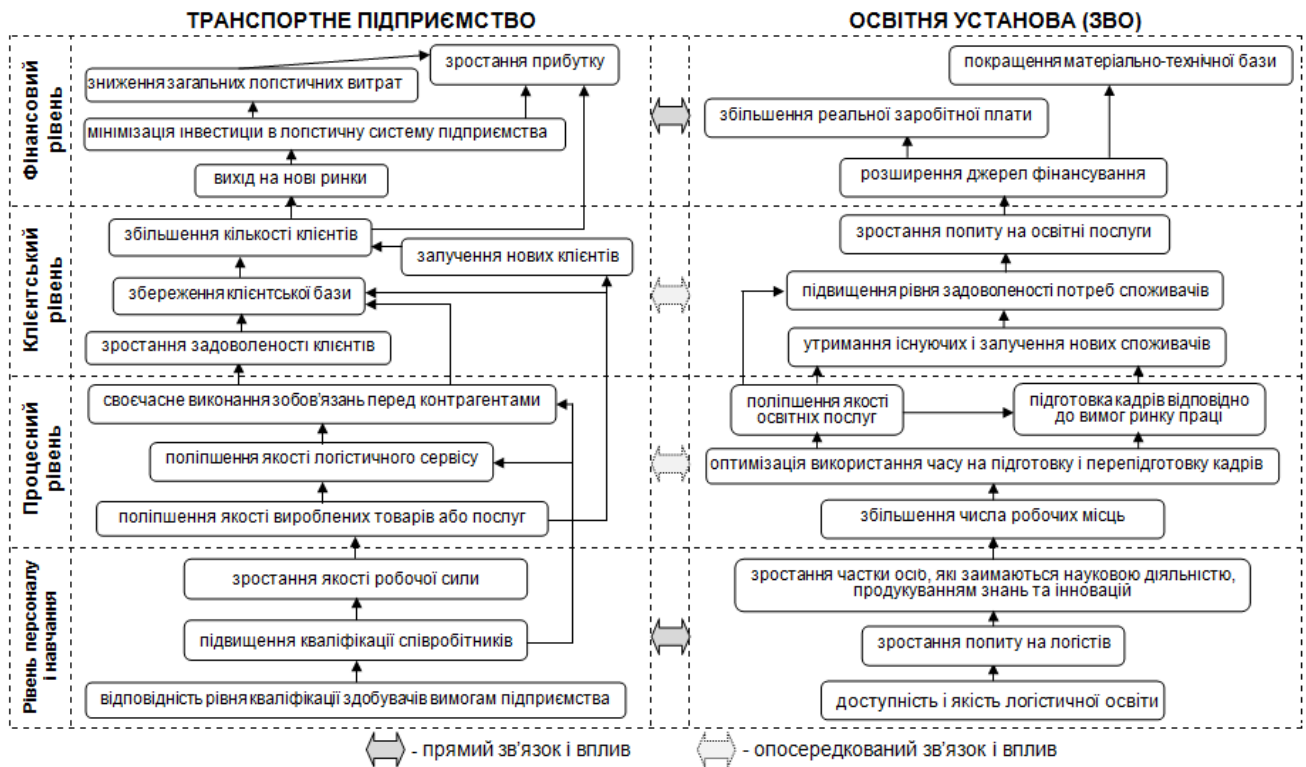 ТРАНСПОРТНЕ ПІДПРИЄМСТВО
ОСВІТНЯ УСТАНОВА (ЗВО)
Фінансовий
рівень
зростання прибутку
зниження загальних логістичних витрат
мінімізація інвестицій в логістичну систему підприємства
вихід на нові ринки
покращення матеріально-технічної бази
збільшення реальної заробітної плати
розширення джерел фінансування
Клієнтський
рівень
збільшення кількості клієнтів
залучення нових клієнтів
збереження клієнтської бази
зростання задоволеності клієнтів
зростання попиту на освітні послуги
підвищення рівня задоволеності потреб споживачів
утримання існуючих і залучення нових споживачів
Процесний
рівень
своєчасне виконання зобов'язань перед контрагентами
поліпшення якості логістичного сервісу
поліпшення якості вироблених товарів або послуг
поліпшення якості
освітніх послуг
підготовка кадрів відповідно
до вимог ринку праці
оптимізація використання часу на підготовку і перепідготовку кадрів
збільшення числа робочих місць
Рівень персоналу
і навчання
зростання якості робочої сили
підвищення кваліфікації співробітників
відповідність рівня кваліфікації здобувачів вимогам підприємства
зростання частки осіб, які займаються науковою діяльністю,
продукуванням знань та інновацій
зростання попиту на логістів
доступність і якість логістичної освіти
- прямий зв'язок і вплив
- опосередкований зв'язок і вплив